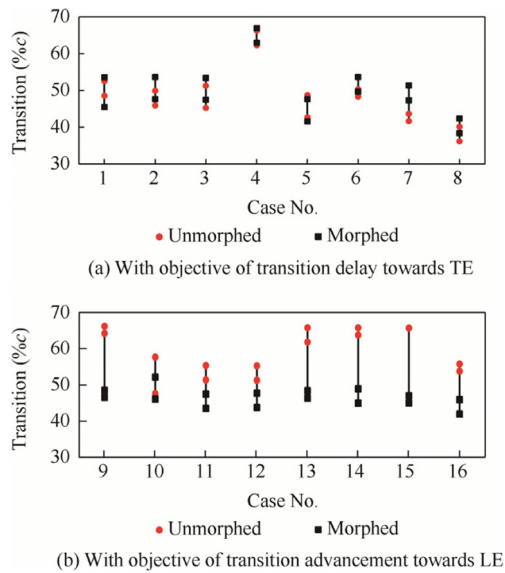 70
60
50
40
30
Transition (%c)
1 2 3 4 5 6 7 8
Case No.
Unmorphed Morphed
(a) With objective of transition delay towards TE
70
60
50
40
30
Transition (%c)
9 10 11 12 13 14 15 16
Case No.
Unmorphed Morphed
(b) With objective of transition advancement towards LE